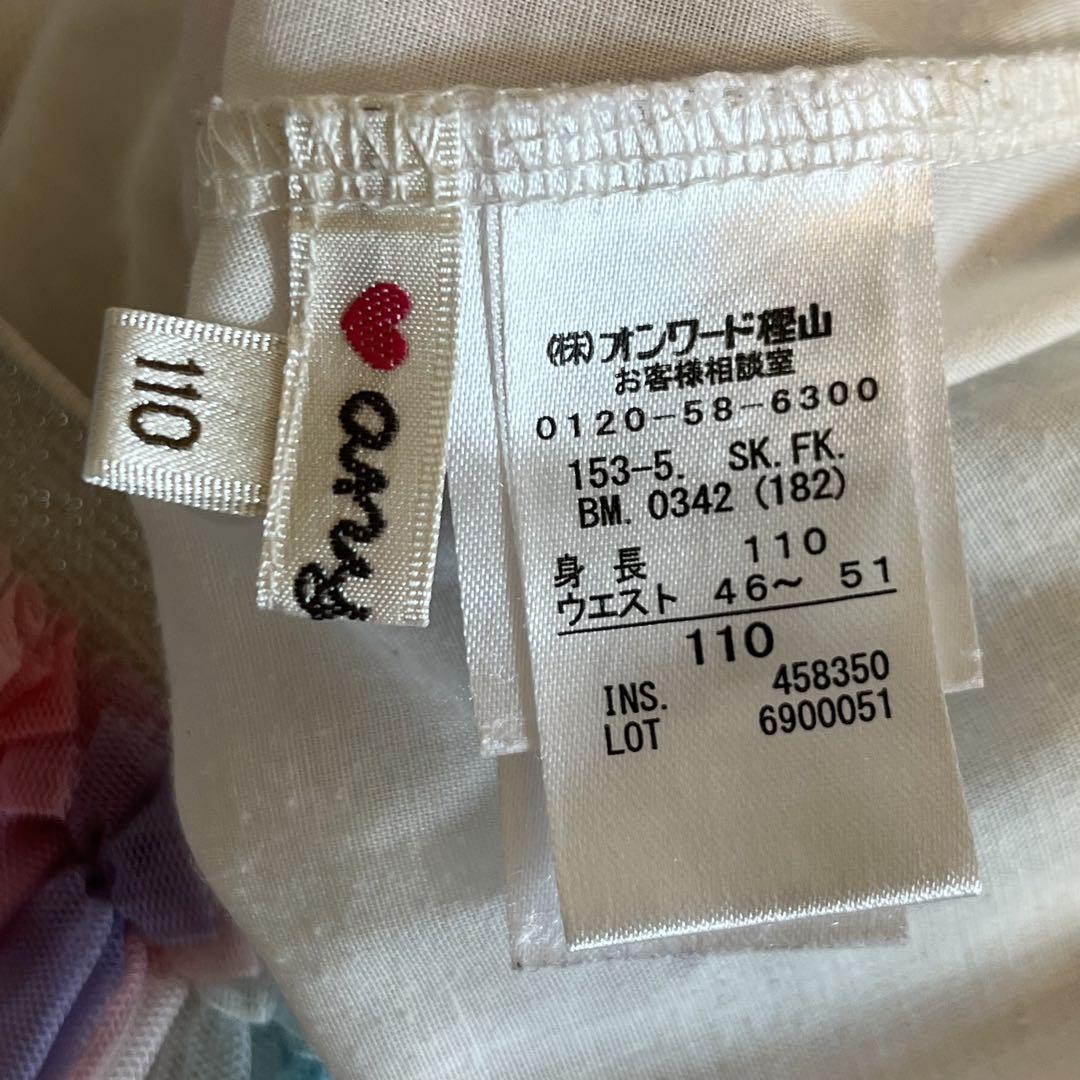 110
any
(株)オンワード樫山
お客様相談室
0120-58-6300
153-5. SK.FK.
BM. 0342 (182)
身長 110
ウエスト 46~ 51
110
INS. 458350
LOT 6900051